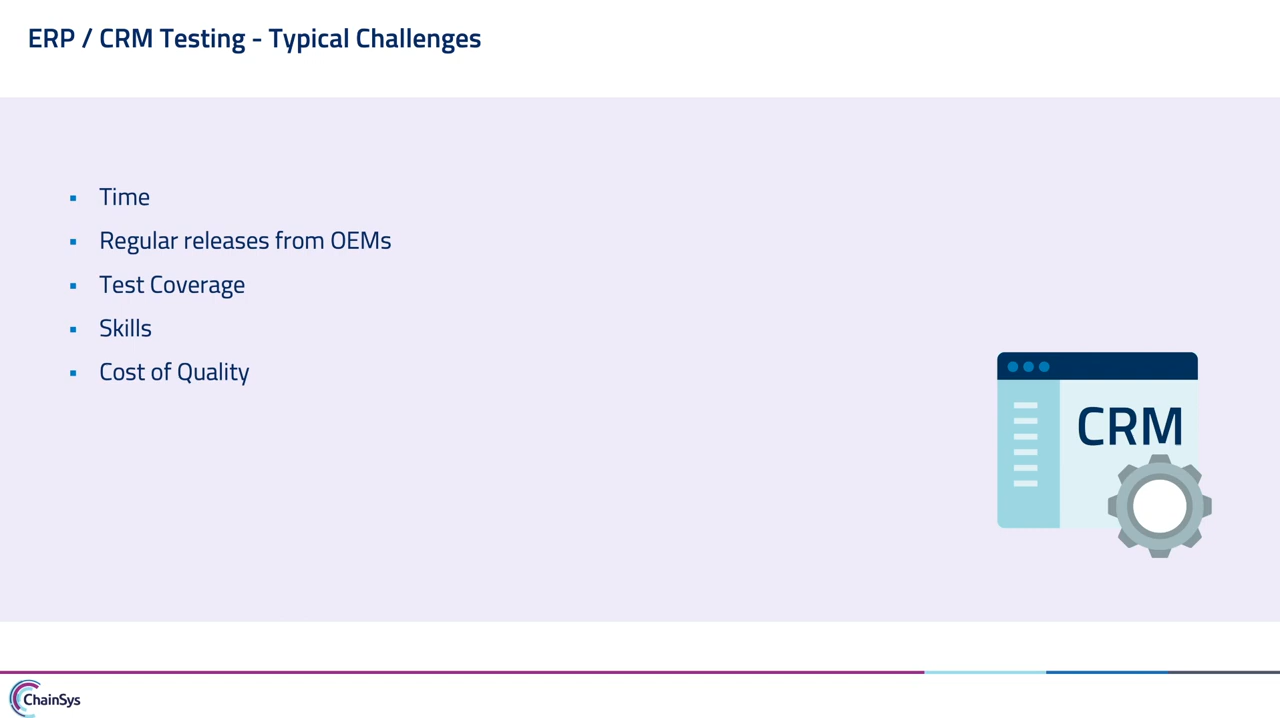 ERP / CRM Testing - Typical Challenges
▪ Time
▪ Regular releases from OEMs
▪ Test Coverage
▪ Skills
▪ Cost of Quality
CRM
ChainSys